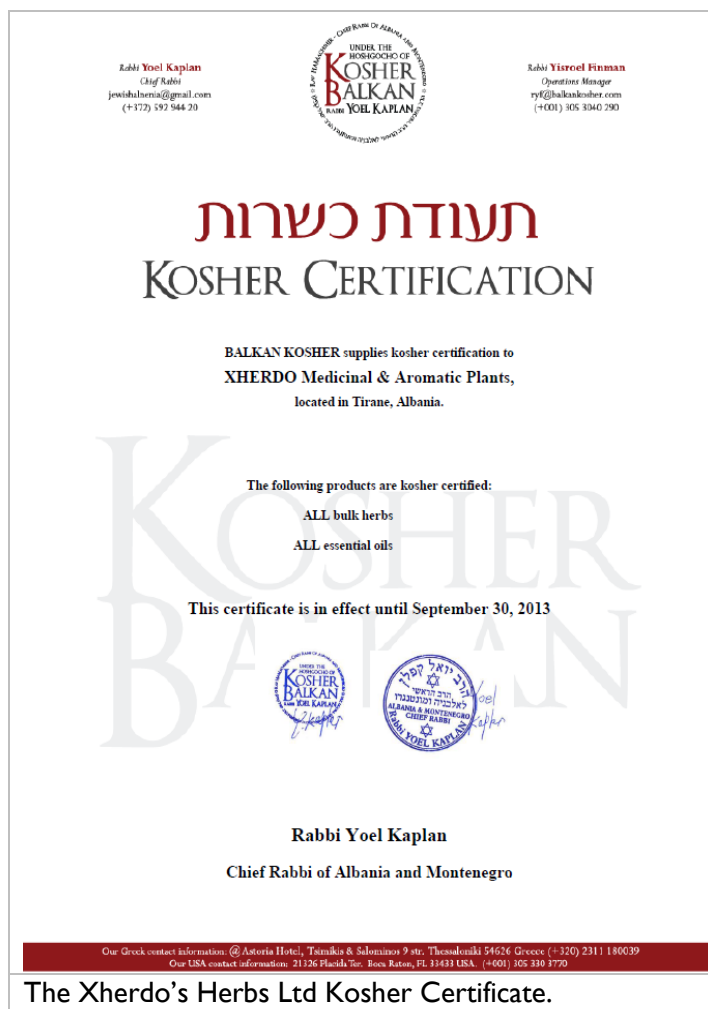 Rabbi Yoel Kaplan
Chief Rabbi
jewishalnenia@gmail.com
(+372) 592 944 20
UNDER THE
HOSHGOCHO OF
KOSHER
BALKAN
RABBI YOEL KAPLAN
Rabbi Yisroel Finman
Operations Manager
ryf@balkankosher.com
(+001) 305 3040 290
תעודת כשרות
KOSHER CERTIFICATION
BALKAN KOSHER supplies kosher certification to
XHERDO Medicinal & Aromatic Plants,
located in Tirane, Albania.
The following products are kosher certified:
ALL bulk herbs
ALL essential oils
This certificate is in effect until September 30, 2013
KOSHER
BALKAN
UNDER THE
HOSHGOCHO OF
KOSHER
BALKAN
RABBI YOEL KAPLAN
הרב יואל קפלן
הרב הראשי
לאלבניה ומונטנגרו
ALBANIA & MONTENEGRO
CHIEF RABBI
Rabbi YOEL KAPLAN
Yoel
Kaplan
Rabbi Yoel Kaplan
Chief Rabbi of Albania and Montenegro
Our Greek contact information: @ Astoria Hotel, Tsimikis & Salominos 9 str. Thessaloniki 54626 Greece (+320) 2311 180039
Our USA contact information: 21326 Placida Ter. Boca Raton, FL 33433 USA. (+001) 305 330 3770
The Xherdo's Herbs Ltd Kosher Certificate.